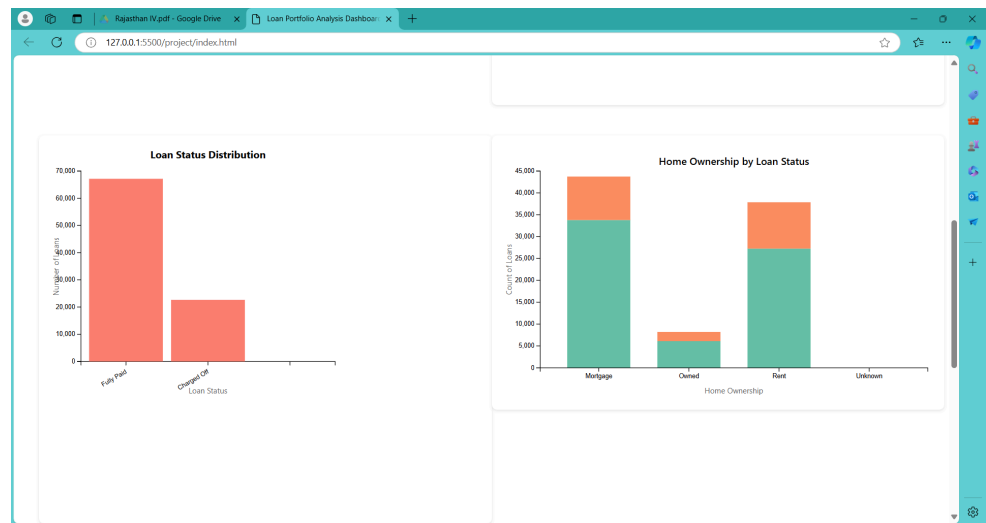 Rajasthan IV.pdf - Google Drive
Loan Portfolio Analysis Dashboar
127.0.0.1:5500/project/index.html
Loan Status Distribution
70,000
60,000
50,000
40,000
30,000
20,000
10,000
0
Number of Loans
Fully Paid
Charged Off
Loan Status
Home Ownership by Loan Status
45,000
40,000
35,000
30,000
25,000
20,000
15,000
10,000
5,000
0
Count of Loans
Mortgage
Owned
Rent
Unknown
Home Ownership